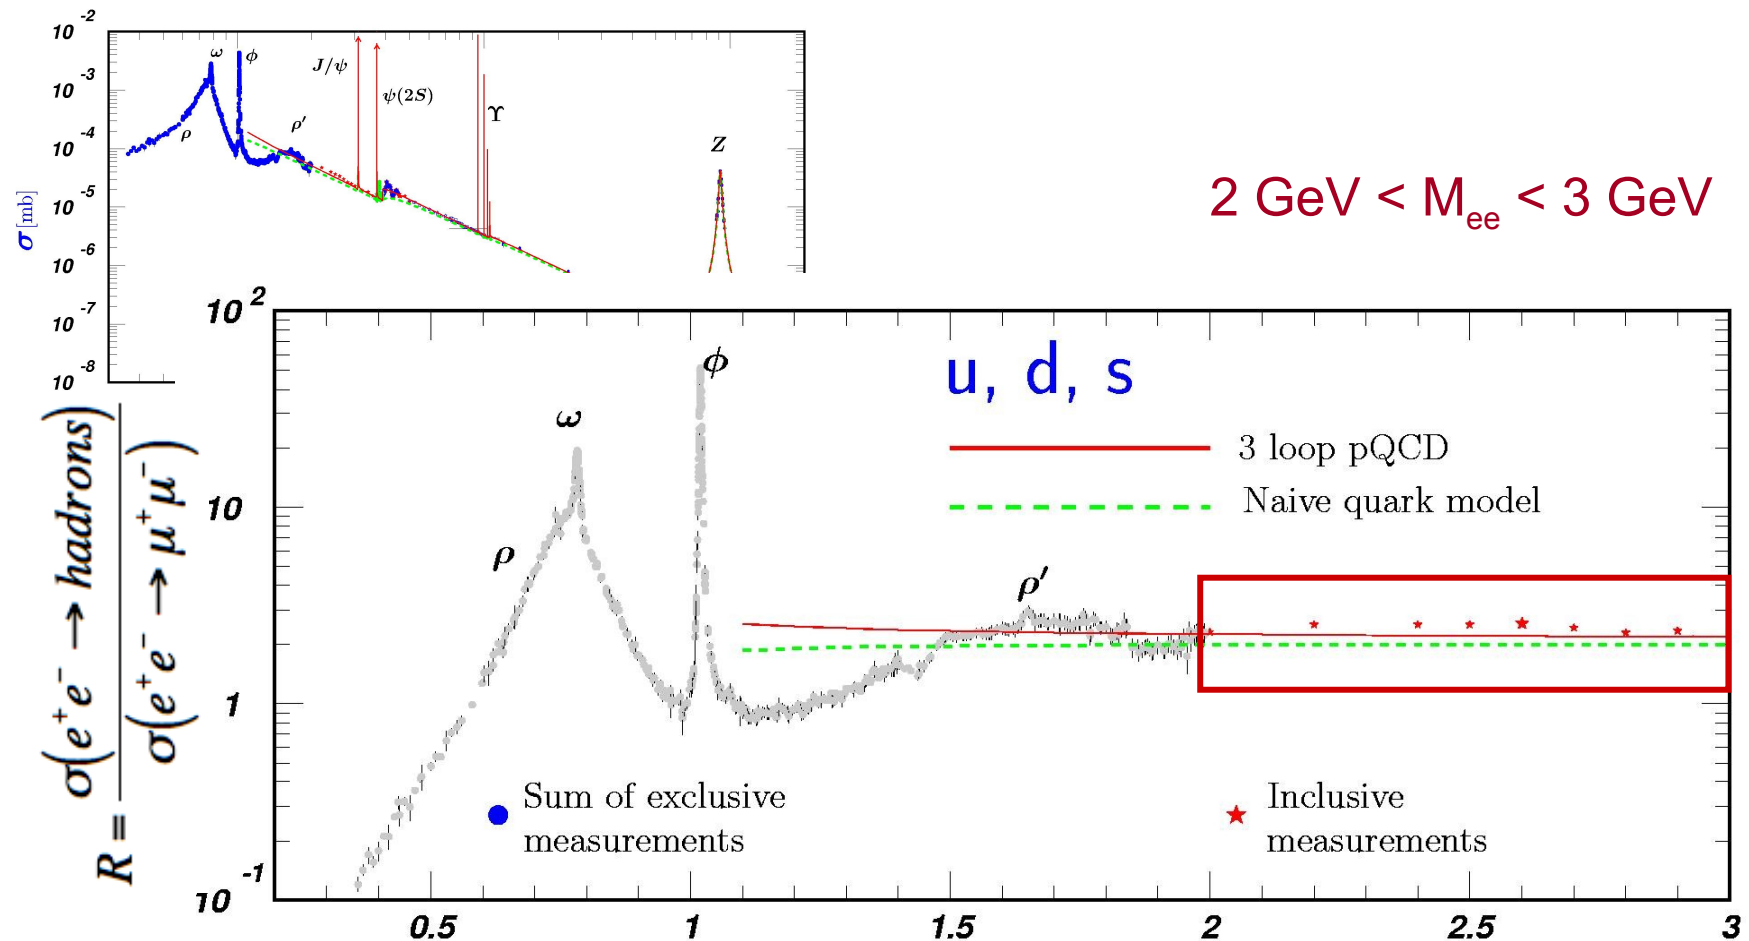 10 -2
10 -3
10 -4
10 -5
10 -6
10 -7
10 -8
σ [mb]
ω
ϕ
J/ψ
ψ(2S)
ρ
ρ′
Υ
Z
2 GeV < Mee < 3 GeV
R = σ(e+e- → hadrons)
σ(e+e- → μ+μ-)
10 2
10
1
10 -1
u, d, s
ϕ
ω
ρ
ρ′
3 loop pQCD
Naive quark model
Sum of exclusive
measurements
Inclusive
measurements
0.5
1
1.5
2
2.5
3